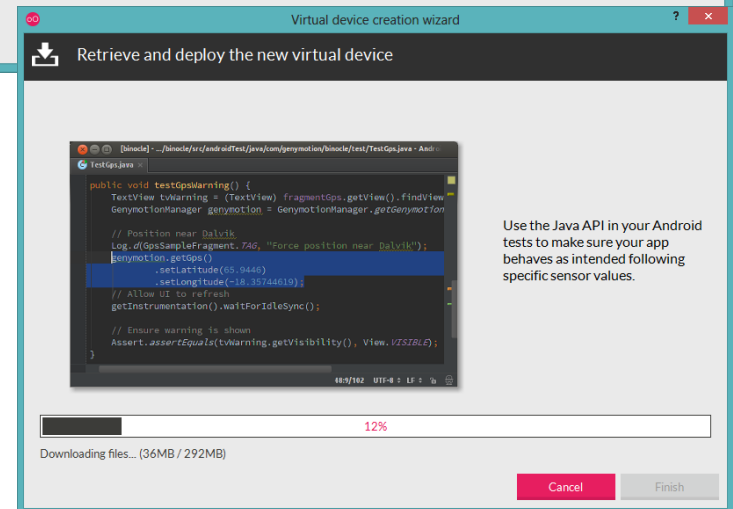 Virtual device creation wizard
?
x
Retrieve and deploy the new virtual device
[binocle] - .../binocle/src/androidTest/java/com/genymotion/binocle/test/TestGps.java - Andro
TestGps.java
public void testGpsWarning() {
TextView tvWarning = (TextView) fragmentGps.getView().findView
GenymotionManager genymotion = GenymotionManager.getGenymotion
// Position near Dalvik
Log.d(GpsSampleFragment.TAG, "Force position near Dalvik");
genymotion.getGps()
.setLatitude(65.9446)
.setLongitude(-18.35744619);
// Allow UI to refresh
getInstrumentation().waitForIdleSync();
// Ensure warning is shown
Assert.assertEquals(tvWarning.getVisibility(), View.VISIBLE);
}
48:9/102 UTF-8 LF
Use the Java API in your Android
tests to make sure your app
behaves as intended following
specific sensor values.
12%
Downloading files... (36MB / 292MB)
Cancel
Finish